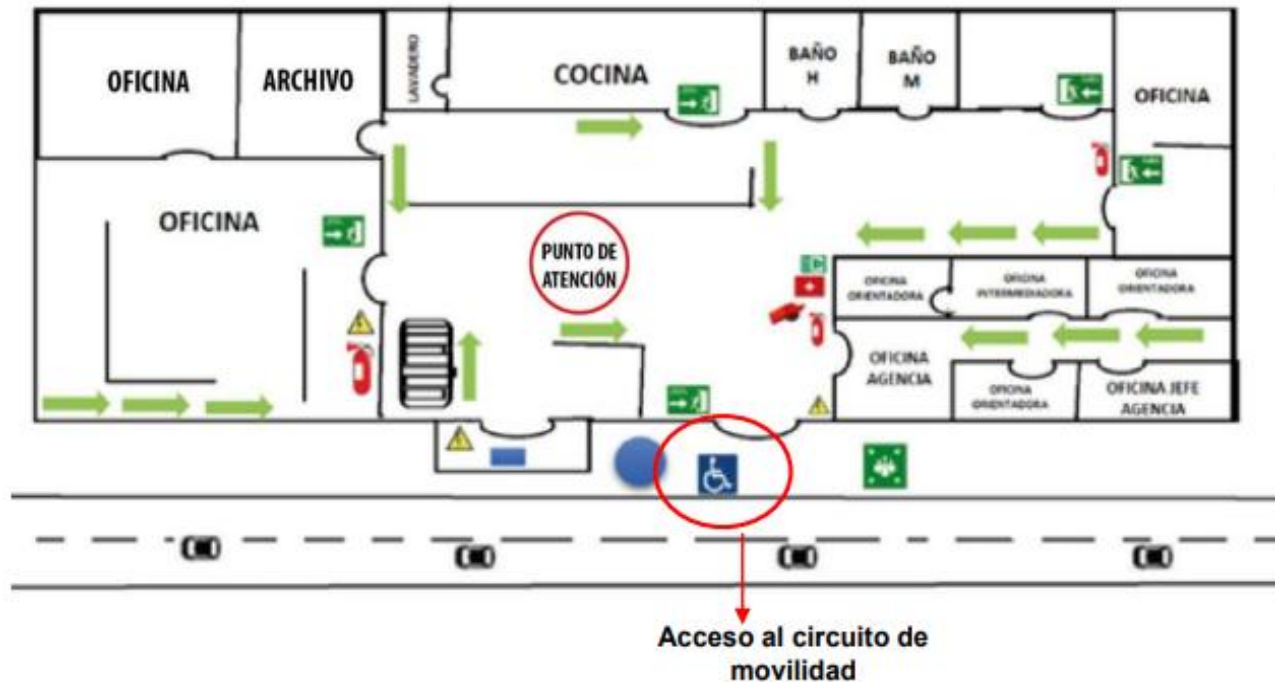 OFICINA
ARCHIVO
LAVADERO
COCINA
BAÑO
H
BAÑO
M
OFICINA
OFICINA
PUNTO DE
ATENCIÓN
OFICINA
ORIENTADORA
OFICINA
INTERMEDIADORA
OFICINA
ORIENTADORA
OFICINA
AGENCIA
OFICINA
ORIENTADORA
OFICINA JEFE
AGENCIA
Acceso al circuito de
movilidad